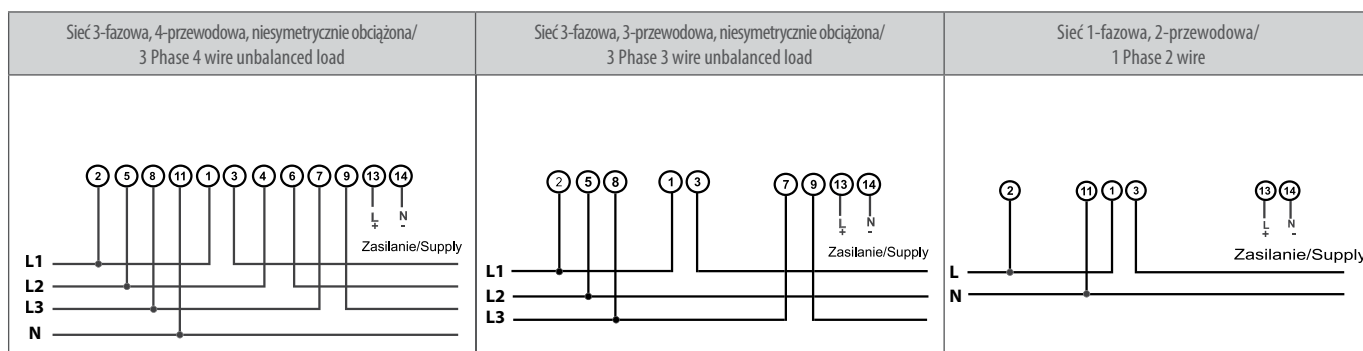 Sieć 3-fazowa, 4-przewodowa, niesymetrycznie obciążona/
3 Phase 4 wire unbalanced load
2 5 8 11 1 3 4 6 7 9 13 14
L N
+ -
Zasilanie/Supply
L1
L2
L3
N
Sieć 3-fazowa, 3-przewodowa, niesymetrycznie obciążona/
3 Phase 3 wire unbalanced load
2 5 8 1 3 7 9 13 14
L N
+ -
Zasilanie/Supply
L1
L2
L3
Sieć 1-fazowa, 2-przewodowa/
1 Phase 2 wire
2 11 1 3 13 14
L N
+ -
Zasilanie/Supply
L
N